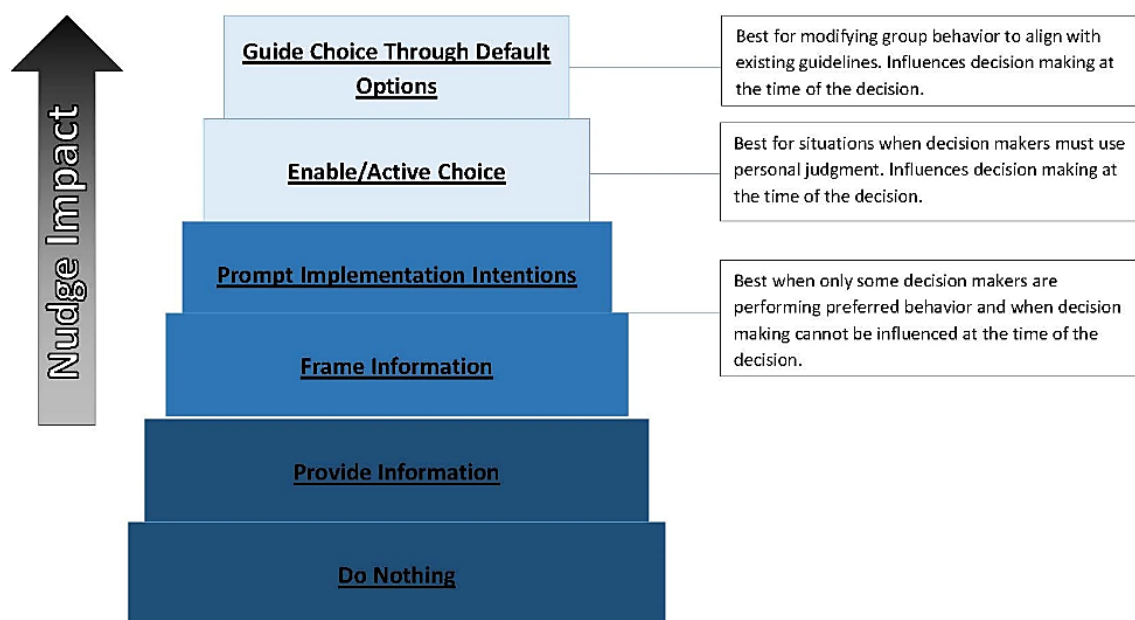 Nudge Impact
Guide Choice Through Default
Options
Best for modifying group behavior to align with
existing guidelines. Influences decision making at
the time of the decision.
Enable/Active Choice
Best for situations when decision makers must use
personal judgment. Influences decision making at
the time of the decision.
Prompt Implementation Intentions
Best when only some decision makers are
performing preferred behavior and when decision
making cannot be influenced at the time of the
decision.
Frame Information
Provide Information
Do Nothing